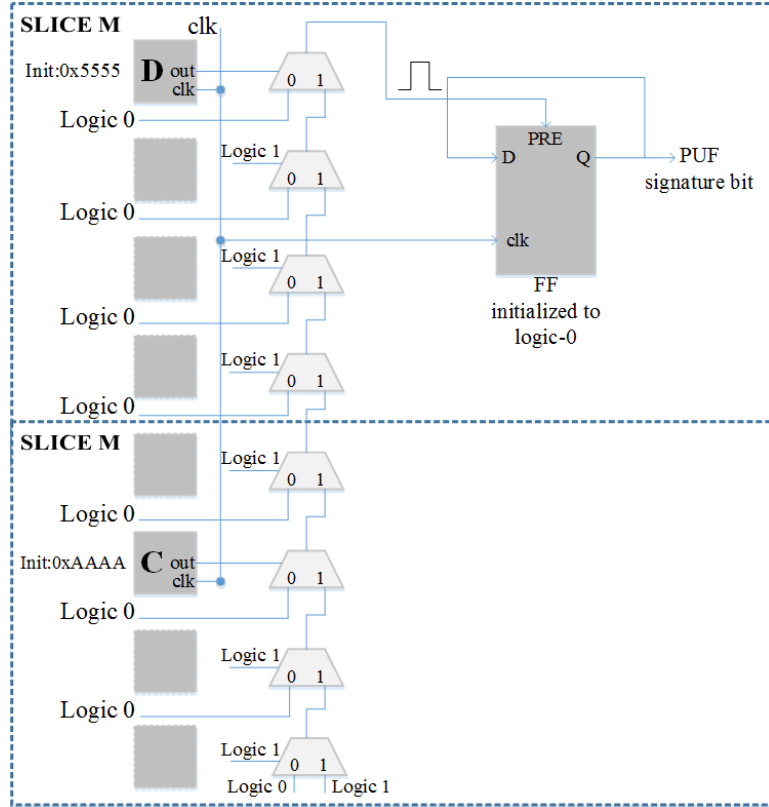 SLICE M
clk
Init:0x5555
D
out
clk
0 1
Logic 0
Logic 1
0 1
Logic 0
Logic 1
0 1
Logic 0
Logic 1
0 1
Logic 0
PRE
D
Q
clk
FF
initialized to
logic-0
PUF
signature bit
SLICE M
Logic 1
0 1
Logic 0
Init:0xAAAA
C
out
clk
0 1
Logic 0
Logic 1
0 1
Logic 0
Logic 1
0 1
Logic 0
Logic 1